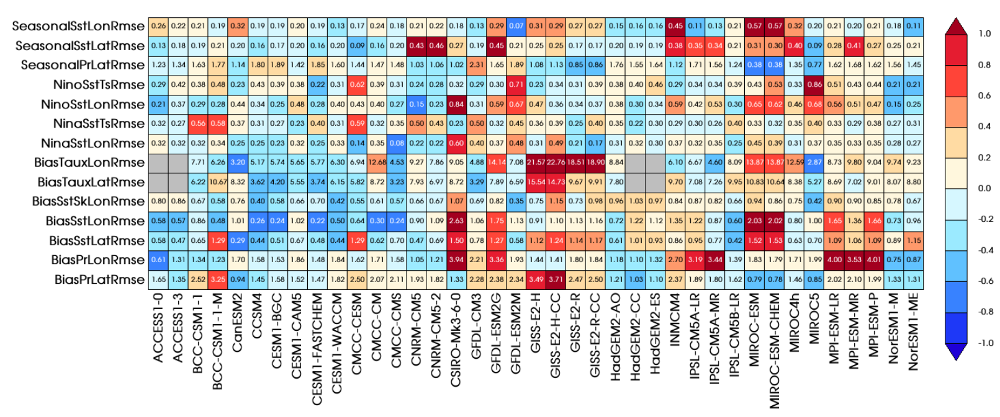 SeasonalSstLonRmse 0.26 0.22 0.21 0.19 0.32 0.19 0.19 0.20 0.19 0.13 0.17 0.24 0.18 0.21 0.22 0.18 0.13 0.29 0.07 0.31 0.29 0.27 0.27 0.15 0.16 0.16 0.45 0.11 0.13 0.21 0.57 0.57 0.32 0.20 0.21 0.20 0.21 0.18 0.11
1.0
SeasonalSstLatRmse 0.13 0.18 0.19 0.21 0.20 0.16 0.17 0.20 0.16 0.20 0.09 0.16 0.20 0.43 0.46 0.27 0.19 0.45 0.21 0.25 0.25 0.17 0.17 0.20 0.19 0.19 0.38 0.35 0.34 0.21 0.31 0.30 0.40 0.09 0.28 0.41 0.27 0.25 0.21
SeasonalPrLatRmse 1.23 1.34 1.63 1.77 1.14 1.80 1.89 1.42 1.85 1.60 1.44 1.47 1.48 1.03 1.06 1.02 2.31 1.65 1.89 1.08 1.13 0.85 0.86 1.76 1.55 1.64 1.12 1.71 1.56 1.24 0.38 0.38 1.35 0.77 1.62 1.68 1.62 1.56 1.45
0.8
NinoSstTsRmse 0.29 0.42 0.38 0.48 0.23 0.43 0.39 0.38 0.22 0.31 0.62 0.39 0.31 0.24 0.28 0.32 0.29 0.30 0.71 0.23 0.34 0.31 0.39 0.38 0.40 0.46 0.29 0.34 0.34 0.39 0.43 0.53 0.33 0.86 0.51 0.43 0.44 0.21 0.21
0.6
NinoSstLonRmse 0.21 0.37 0.29 0.28 0.44 0.34 0.25 0.48 0.28 0.40 0.43 0.40 0.27 0.15 0.23 0.84 0.31 0.59 0.67 0.47 0.36 0.34 0.37 0.38 0.30 0.34 0.59 0.42 0.53 0.30 0.65 0.62 0.46 0.68 0.56 0.51 0.47 0.15 0.25
NinaSstTsRmse 0.32 0.27 0.56 0.58 0.37 0.31 0.27 0.23 0.40 0.31 0.59 0.32 0.35 0.50 0.43 0.23 0.50 0.32 0.45 0.36 0.39 0.25 0.40 0.35 0.22 0.30 0.29 0.30 0.26 0.40 0.33 0.32 0.35 0.40 0.33 0.29 0.38 0.27 0.31
0.4
NinaSstLonRmse 0.32 0.32 0.32 0.34 0.25 0.25 0.23 0.32 0.25 0.33 0.14 0.35 0.08 0.22 0.22 0.60 0.40 0.37 0.48 0.31 0.49 0.21 0.17 0.31 0.32 0.30 0.37 0.32 0.35 0.25 0.45 0.39 0.31 0.37 0.35 0.33 0.35 0.28 0.27
0.2
BiasTauxLonRmse 7.71 6.26 3.20 5.17 5.74 5.65 5.77 6.30 6.94 12.68 4.53 9.27 7.86 9.05 4.88 14.14 7.08 21.57 22.76 18.51 18.90 8.84 6.10 6.67 4.60 8.09 13.87 13.87 12.59 2.87 8.73 9.80 9.04 9.74 9.23
BiasTauxLatRmse 6.22 10.67 8.32 3.62 4.20 5.55 3.74 6.15 5.82 8.72 3.23 7.93 6.97 8.72 3.29 7.89 6.59 15.54 14.73 9.67 9.91 7.80 9.70 7.08 7.26 9.95 10.83 10.64 8.38 5.27 8.69 7.02 9.01 8.07 8.80
0.0
BiasSstSkLonRmse 0.80 0.86 0.67 0.58 0.76 0.40 0.58 0.66 0.70 0.42 0.55 0.61 0.57 0.66 0.67 1.07 0.69 0.82 0.35 0.75 1.15 0.73 0.98 0.96 1.03 0.97 0.84 0.87 0.82 0.66 0.94 0.86 0.75 0.42 0.90 0.90 0.85 0.78 0.67
-0.2
BiasSstLonRmse 0.58 0.57 0.86 0.48 1.01 0.26 0.24 1.02 0.22 0.50 0.64 0.30 0.24 0.90 1.09 2.63 1.06 1.75 1.13 0.91 1.10 1.13 1.16 0.72 1.22 1.12 1.35 1.22 0.87 0.60 2.03 2.02 0.80 1.00 1.65 1.36 1.66 0.73 0.96
BiasSstLatRmse 0.58 0.47 0.65 1.29 0.29 0.44 0.51 0.67 0.48 0.44 1.29 0.62 0.70 0.47 0.69 1.50 0.78 1.27 0.58 1.12 1.24 1.14 1.17 0.61 1.01 0.93 0.86 0.95 0.77 0.42 1.52 1.53 0.63 0.70 1.09 1.06 1.09 0.89 1.15
-0.4
BiasPrLonRmse 0.61 1.31 1.34 1.23 1.70 1.58 1.53 1.86 1.48 1.84 1.62 1.71 1.58 1.05 1.21 3.94 2.21 3.36 1.93 1.44 1.41 1.80 1.84 1.18 1.10 1.32 2.70 3.19 3.44 1.39 1.83 1.79 1.71 1.99 4.00 3.53 4.01 0.75 0.87
BiasPrLatRmse 1.65 1.35 2.52 3.25 0.94 1.45 1.58 1.52 1.47 1.82 2.50 2.07 2.11 1.93 1.82 1.33 2.28 2.38 2.34 3.49 3.71 2.47 2.50 1.21 1.03 1.10 2.37 1.89 1.80 1.62 0.79 0.78 1.46 0.85 2.02 2.10 1.99 1.33 1.31
-0.6
-0.8
-1.0
ACCESS1-0
ACCESS1-3
BCC-CSM1-1
BCC-CSM1-1-M
CanESM2
CCSM4
CESM1-BGC
CESM1-CAM5
CESM1-FASTCHEM
CESM1-WACCM
CMCC-CESM
CMCC-CM
CMCC-CMS
CNRM-CM5
CNRM-CM5-2
CSIRO-Mk3-6-0
GFDL-CM3
GFDL-ESM2G
GFDL-ESM2M
GISS-E2-H
GISS-E2-H-CC
GISS-E2-R
GISS-E2-R-CC
HadGEM2-AO
HadGEM2-CC
HadGEM2-ES
INMCM4
IPSL-CM5A-LR
IPSL-CM5A-MR
IPSL-CM5B-LR
MIROC-ESM
MIROC-ESM-CHEM
MIROC4h
MIROC5
MPI-ESM-LR
MPI-ESM-MR
MPI-ESM-P
NorESM1-M
NorESM1-ME